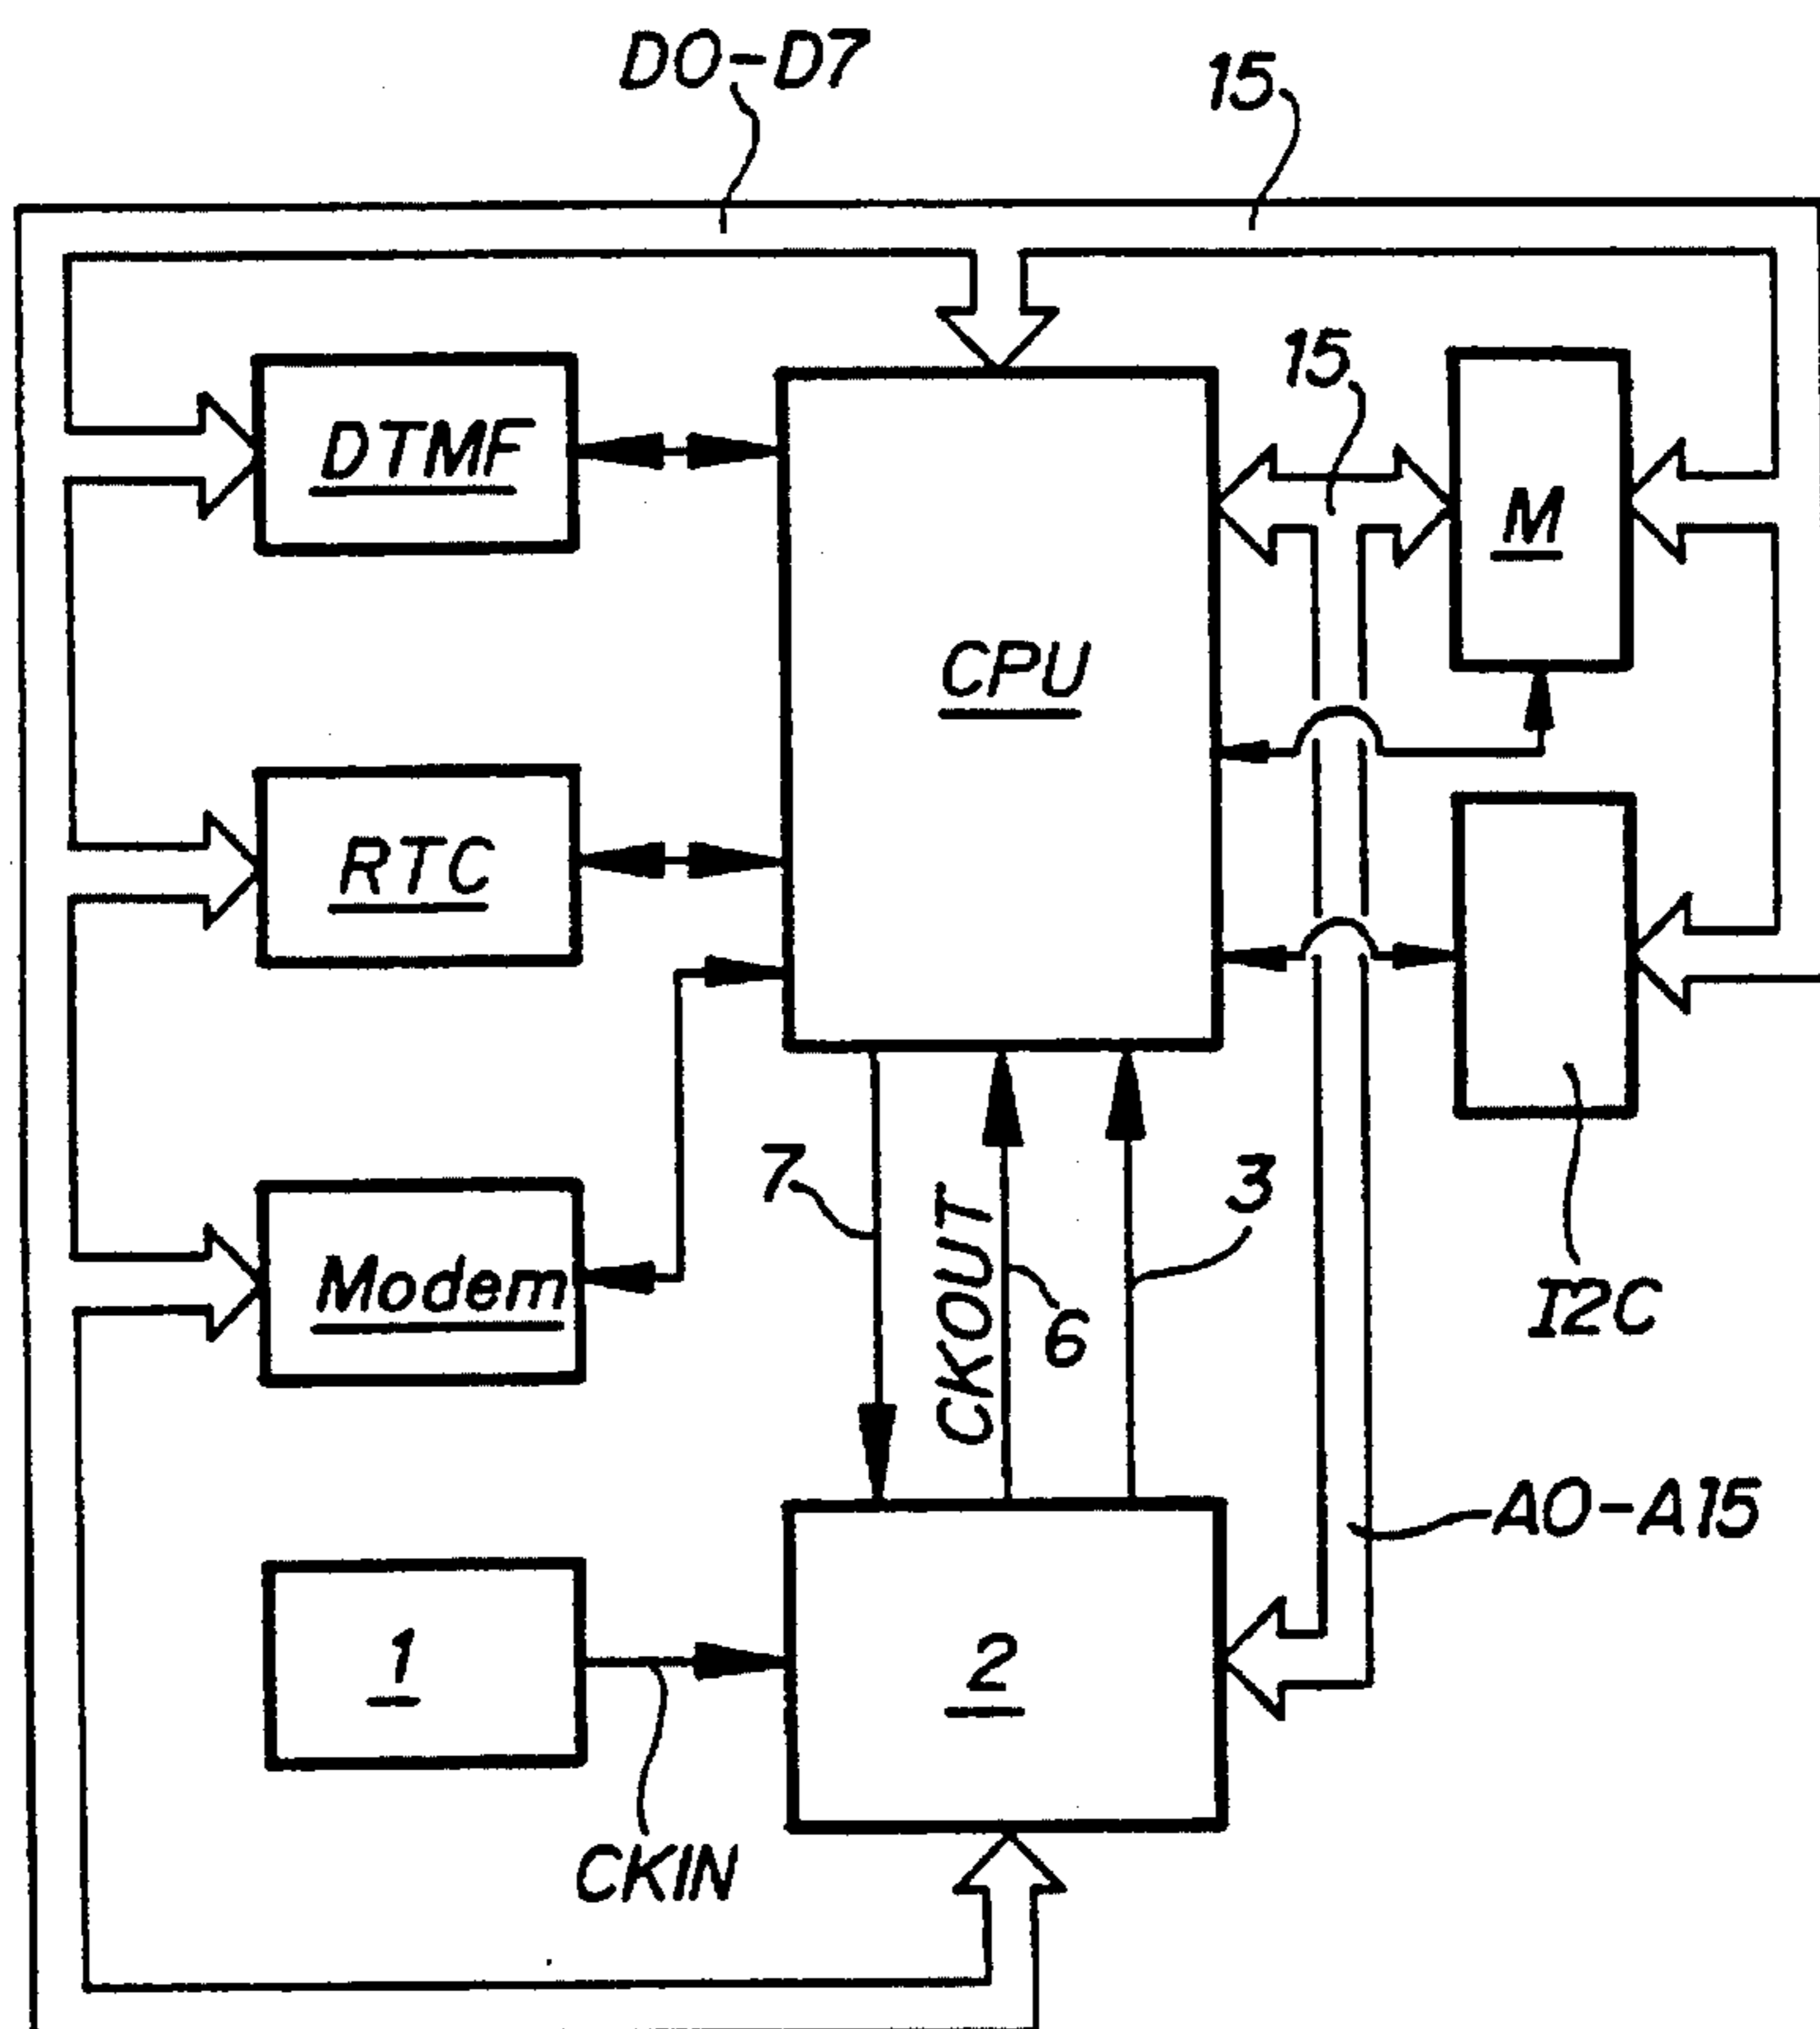 D0-D7
15
15
DTMF
M
CPU
RTC
7
3
CKOUT
6
Modem
I2C
A0-A15
1
2
CKIN